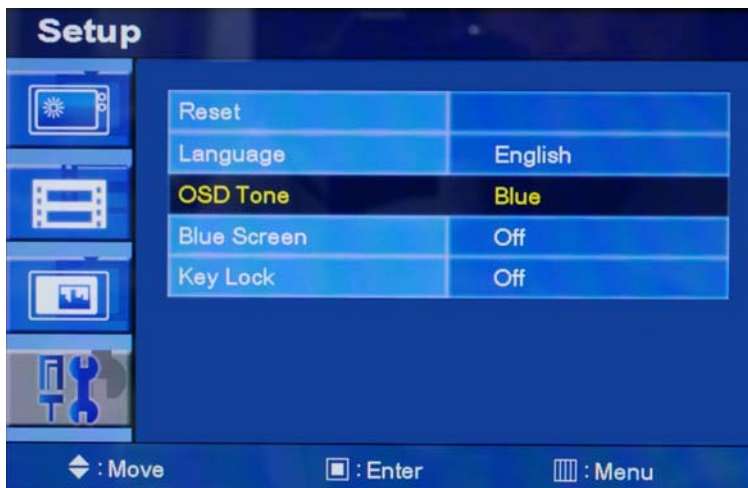 Setup
Reset
Language English
OSD Tone Blue
Blue Screen Off
Key Lock Off
: Move : Enter : Menu